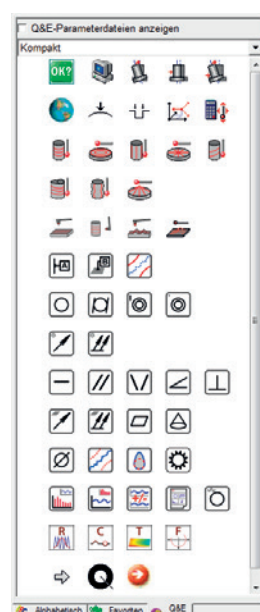 Q&E-Parameterdateien anzeigen
Kompakt
OK?
A
B
R C T F
Alphabetisch Favoriten Q&E